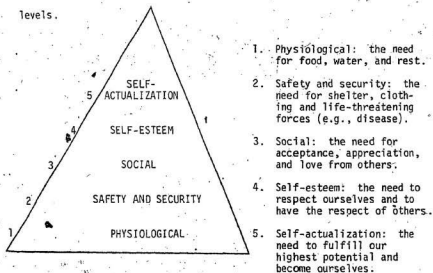 levels.
SELF-
ACTUALIZATION
SELF-ESTEEM
SOCIAL
SAFETY AND SECURITY
PHYSIOLOGICAL
5
4
3
2
1
1
1. Physiological: the need
for food, water, and rest.
2. Safety and security: the
need for shelter, cloth-
ing and life-threatening
forces (e.g., disease).
3. Social: the need for
acceptance, appreciation,
and love from others.
4. Self-esteem: the need to
respect ourselves and to
have the respect of others.
5. Self-actualization: the
need to fulfill our
highest potential and
become ourselves.